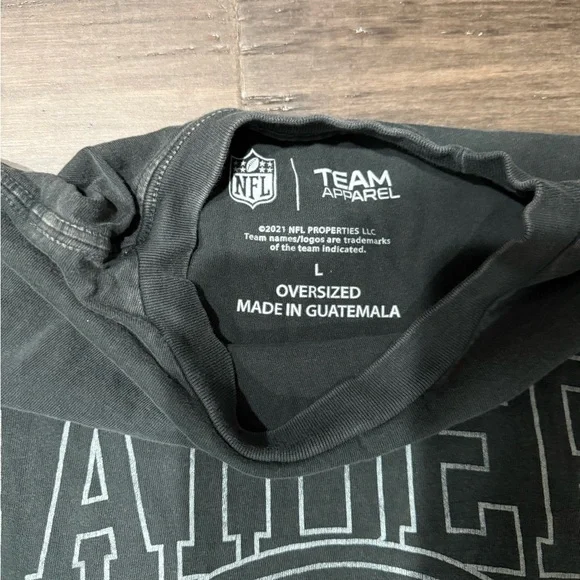 NFL
TEAM
APPAREL
©2021 NFL PROPERTIES LLC
Team names/logos are trademarks
of the team indicated.
L
OVERSIZED
MADE IN GUATEMALA